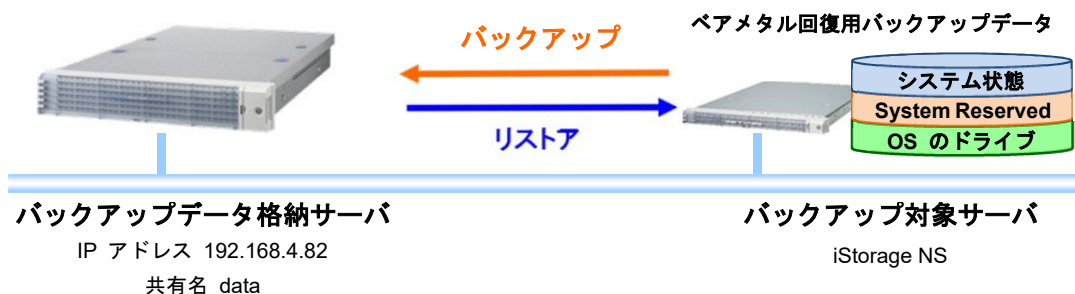 バックアップ
ベアメタル回復用バックアップデータ
システム状態
System Reserved
OS のドライブ
リストア
バックアップデータ格納サーバ
IP アドレス 192.168.4.82
共有名 data
バックアップ対象サーバ
iStorage NS